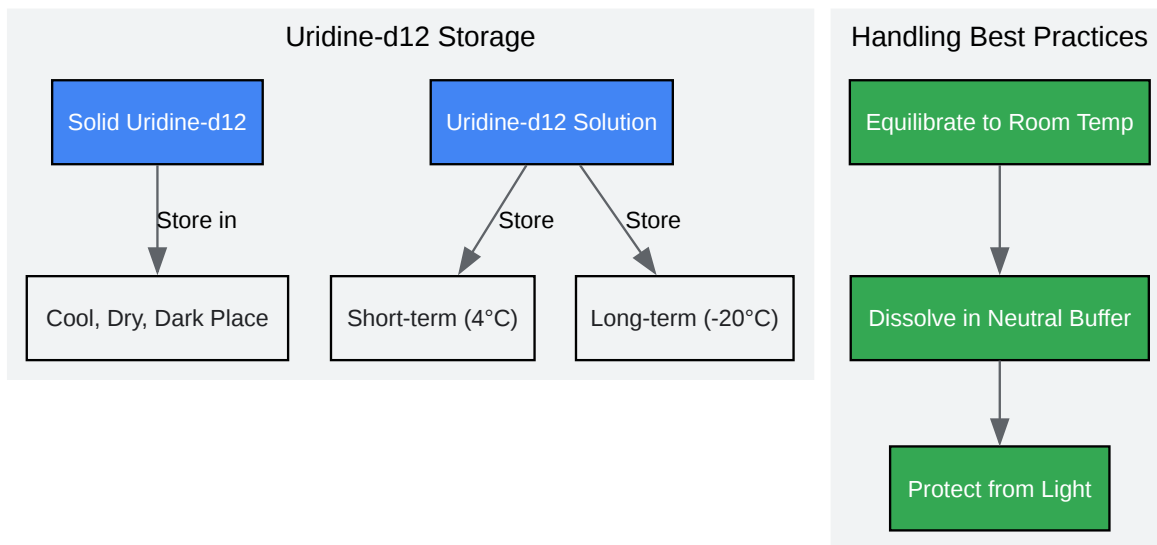 Uridine-d12 Storage
Solid Uridine-d12
Uridine-d12 Solution
Store in
Store
Store
Cool, Dry, Dark Place
Short-term (4°C)
Long-term (-20°C)
Handling Best Practices
Equilibrate to Room Temp
Dissolve in Neutral Buffer
Protect from Light